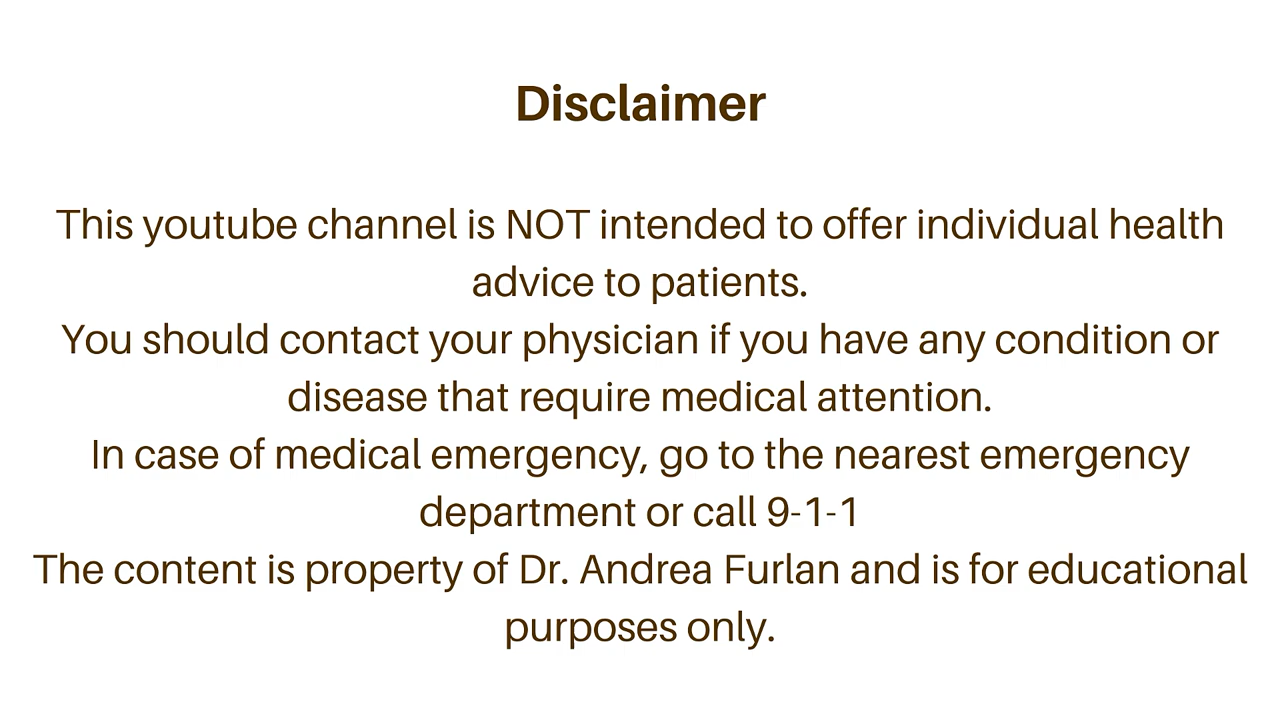 Disclaimer
This youtube channel is NOT intended to offer individual health
advice to patients.
You should contact your physician if you have any condition or
disease that require medical attention.
In case of medical emergency, go to the nearest emergency
department or call 9-1-1
The content is property of Dr. Andrea Furlan and is for educational
purposes only.